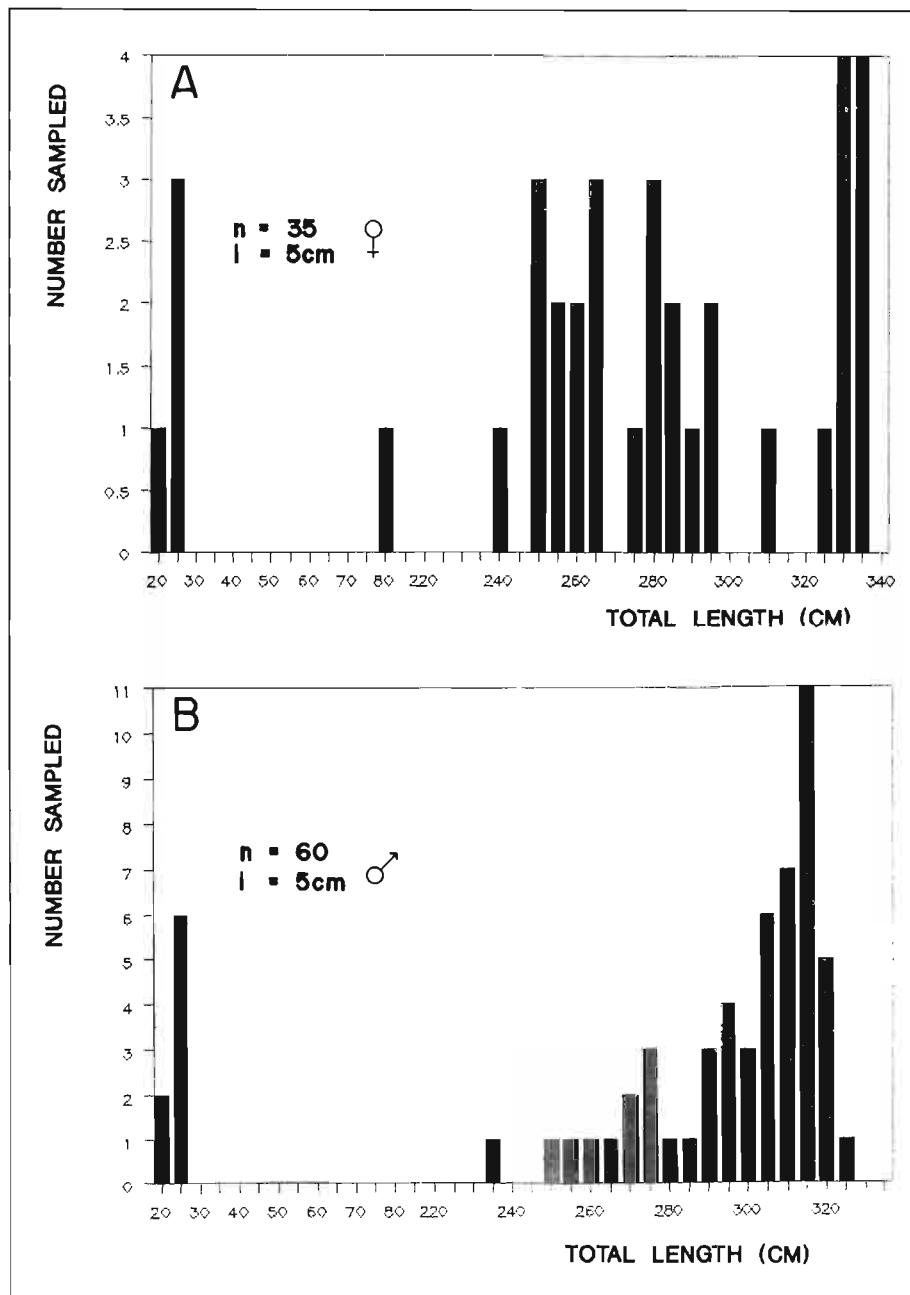 A
NUMBER SAMPLED
4
3.5
3
2.5
2
1.5
1
0.5
0
n = 35 ♀
i = 5cm
20 30 40 50 60 70 80 220 240 260 280 300 320 340
TOTAL LENGTH (CM)
B
NUMBER SAMPLED
11
10
9
8
7
6
5
4
3
2
1
0
n = 60
i = 5cm ♂
20 30 40 50 60 70 80 220 240 260 280 300 320
TOTAL LENGTH (CM)